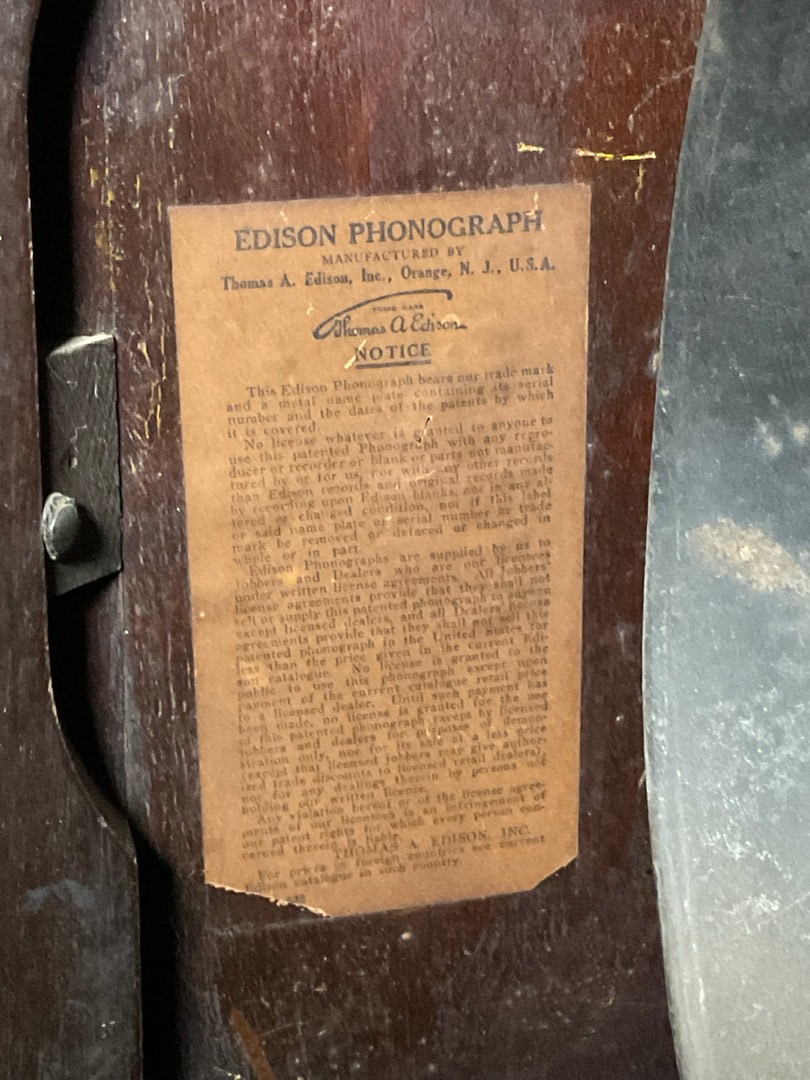 EDISON PHONOGRAPH
MANUFACTURED BY
Thomas A. Edison, Inc., Orange, N. J., U.S.A.
TRADE MARK
Thomas A Edison
NOTICE
This Edison Phonograph bears our trade mark
and a metal name plate containing its serial
number and the dates of the patents by which
it is covered.
No license whatever is granted to anyone to
use this patented Phonograph with any repro-
ducer or recorder or blank or parts not manufac-
tured by or for us, nor with any other records
than Edison records and original records made
by recording upon Edison blanks, nor in any al-
tered or changed condition, nor if this label
or said name plate or serial number or trade
mark be removed or defaced or changed in
whole or in part.
Edison Phonographs are supplied by us to
Jobbers and Dealers who are our licensees
under written license agreements. All Jobbers'
license agreements provide that they shall not
sell or supply this patented phonograph to anyone
except licensed dealers, and all Dealers' license
agreements provide that they shall not sell this
patented phonograph in the United States for
less than the price given in the current Edi-
son catalogue. No license is granted to the
public to use this phonograph except upon
payment of the current catalogue retail price
to a licensed dealer. Until such payment has
been made, no license is granted for the use
of this patented phonograph except by licensed
jobbers and dealers for purposes of demon-
stration only, nor for its sale at a less price
(except that licensed jobbers may give author-
ized trade discounts to licensed retail dealers),
nor for any dealings therein by persons not
holding our written license.
Any violation hereof or of the license agree-
ments of our licensees is an infringement of
our patent rights for which every person con-
cerned therein is liable.
THOMAS A. EDISON, INC.
For prices in foreign countries see current
Edison catalogue in such country.